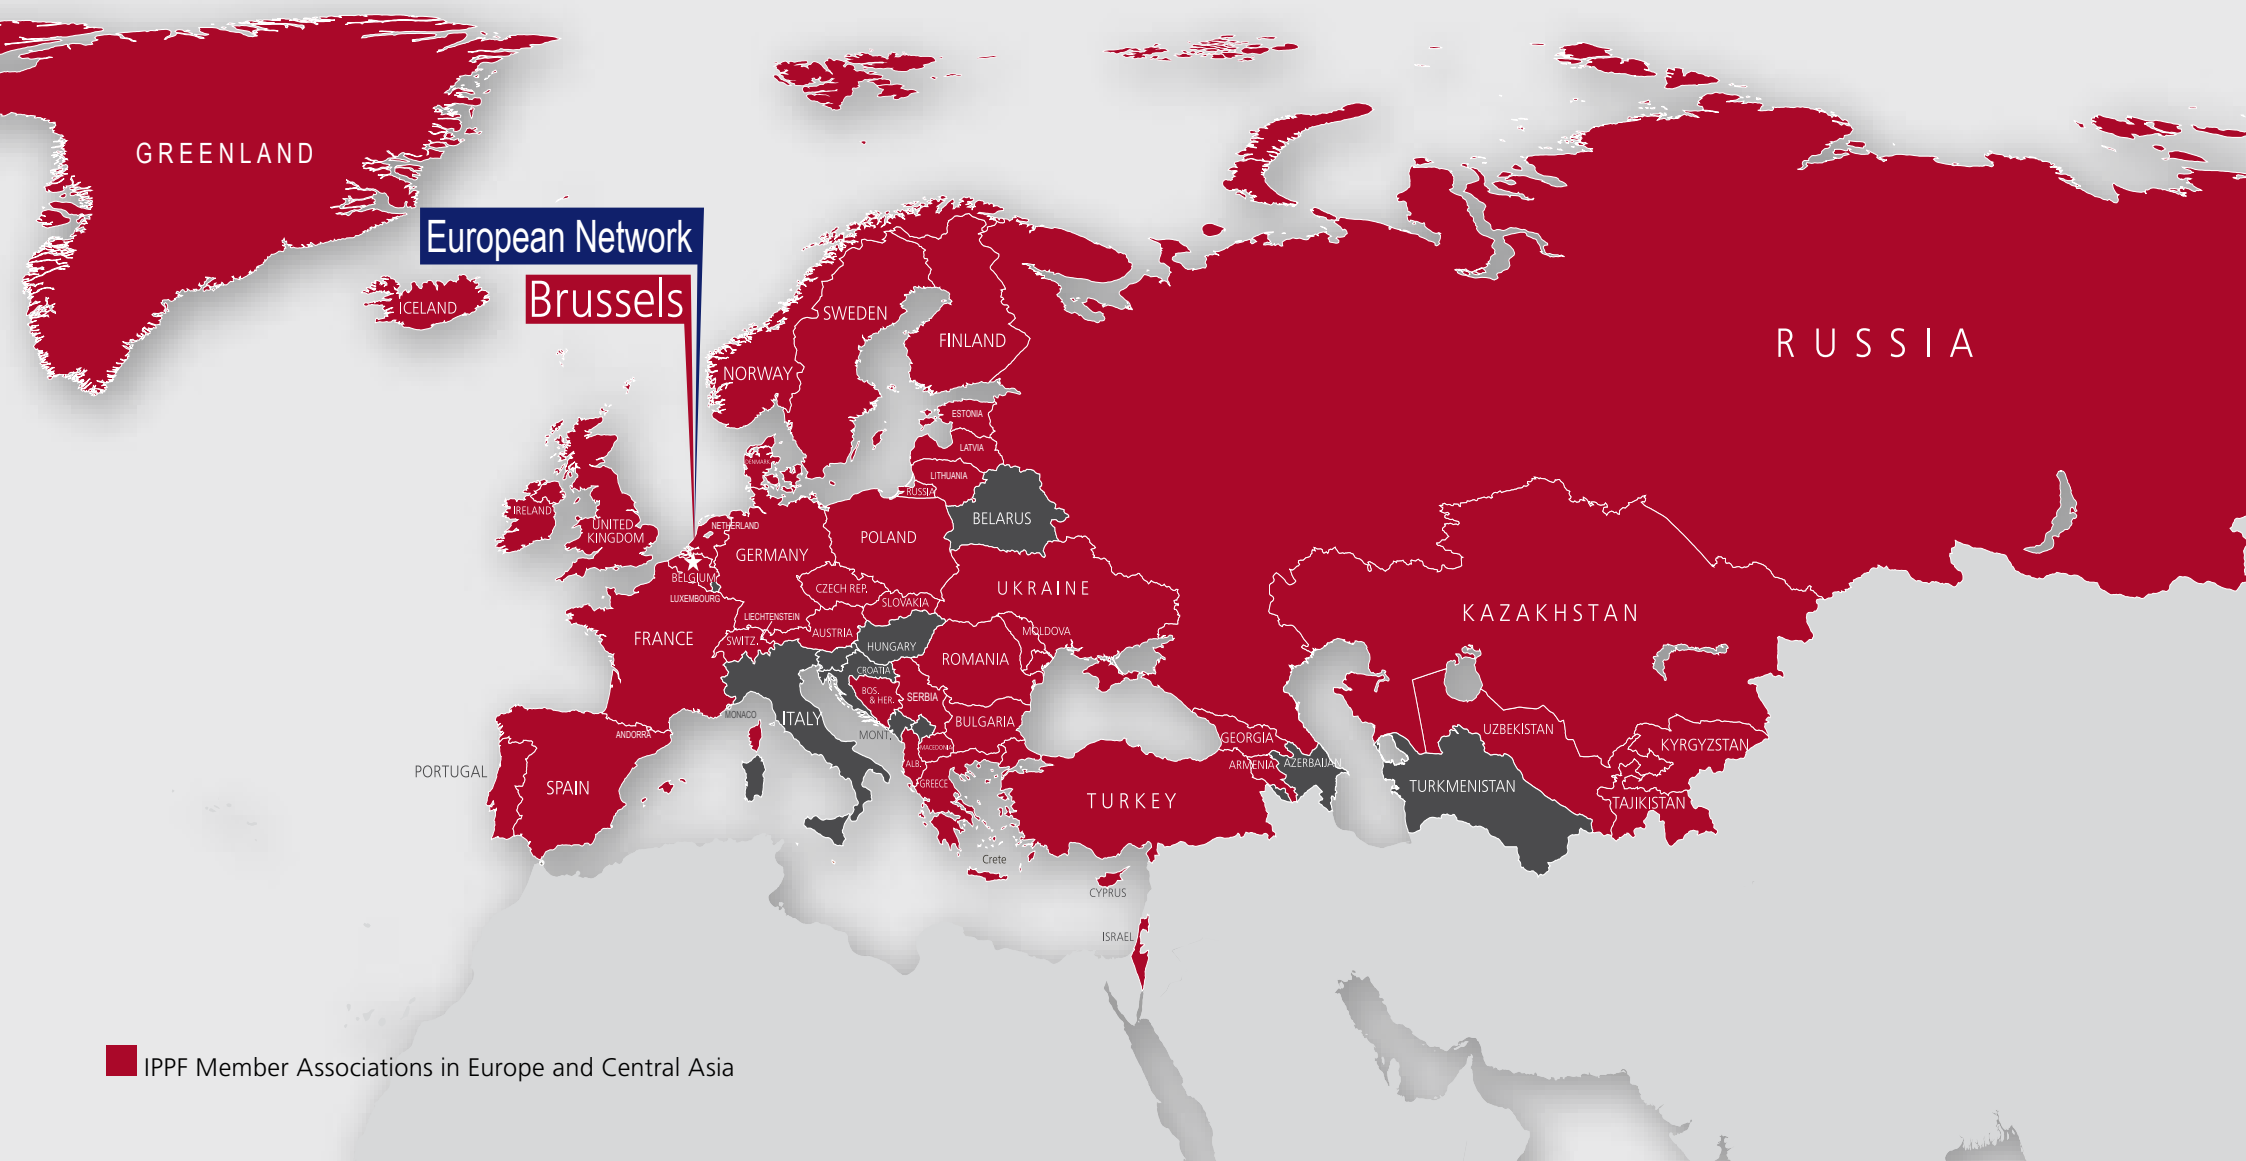 GREENLAND
European Network
Brussels
ICELAND
SWEDEN
FINLAND
NORWAY
RUSSIA
ESTONIA
LATVIA
DENMARK
LITHUANIA
RUSSIA
IRELAND
UNITED
KINGDOM
NETHERLAND
BELARUS
POLAND
GERMANY
BELGIUM
LUXEMBOURG
CZECH REP.
UKRAINE
SLOVAKIA
LIECHTENSTEIN
KAZAKHSTAN
FRANCE
SWITZ.
AUSTRIA
MOLDOVA
HUNGARY
ROMANIA
CROATIA
BOS.
& HER.
SERBIA
MONACO
ITALY
BULGARIA
ANDORRA
MONT.
MACEDONIA
UZBEKISTAN
GEORGIA
KYRGYZSTAN
ALB.
ARMENIA
AZERBAIJAN
PORTUGAL
SPAIN
GREECE
TURKEY
TURKMENISTAN
TAJIKISTAN
Crete
CYPRUS
ISRAEL
IPPF Member Associations in Europe and Central Asia